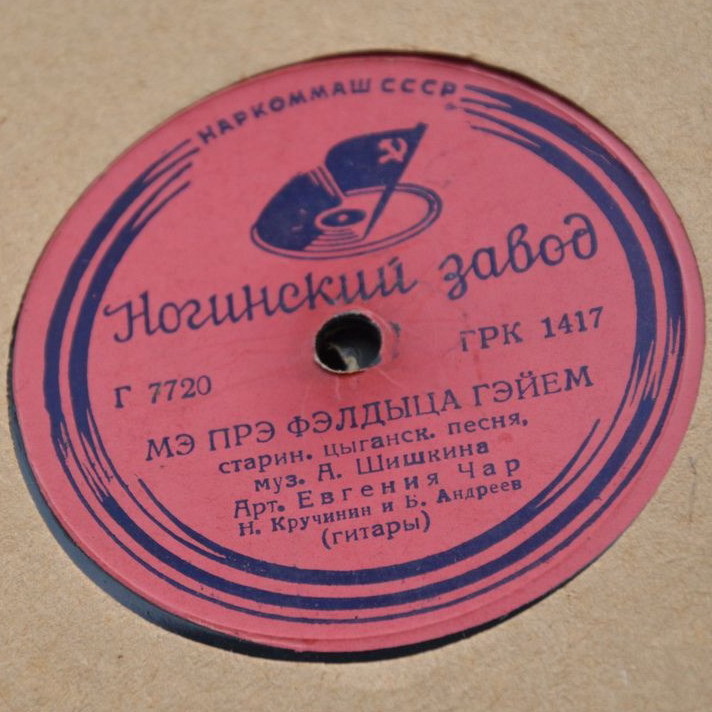 НАРКОММАШ СССР
Ногинский завод
Г 7720 ГРК 1417
МЭ ПРЭ ФЭЛДЫЦА ГЭЙЕМ
старин. цыганск. песня,
муз. А. Шишкина
Арт. Евгения Чар
Н. Кручинин и Б. Андреев
(гитары)